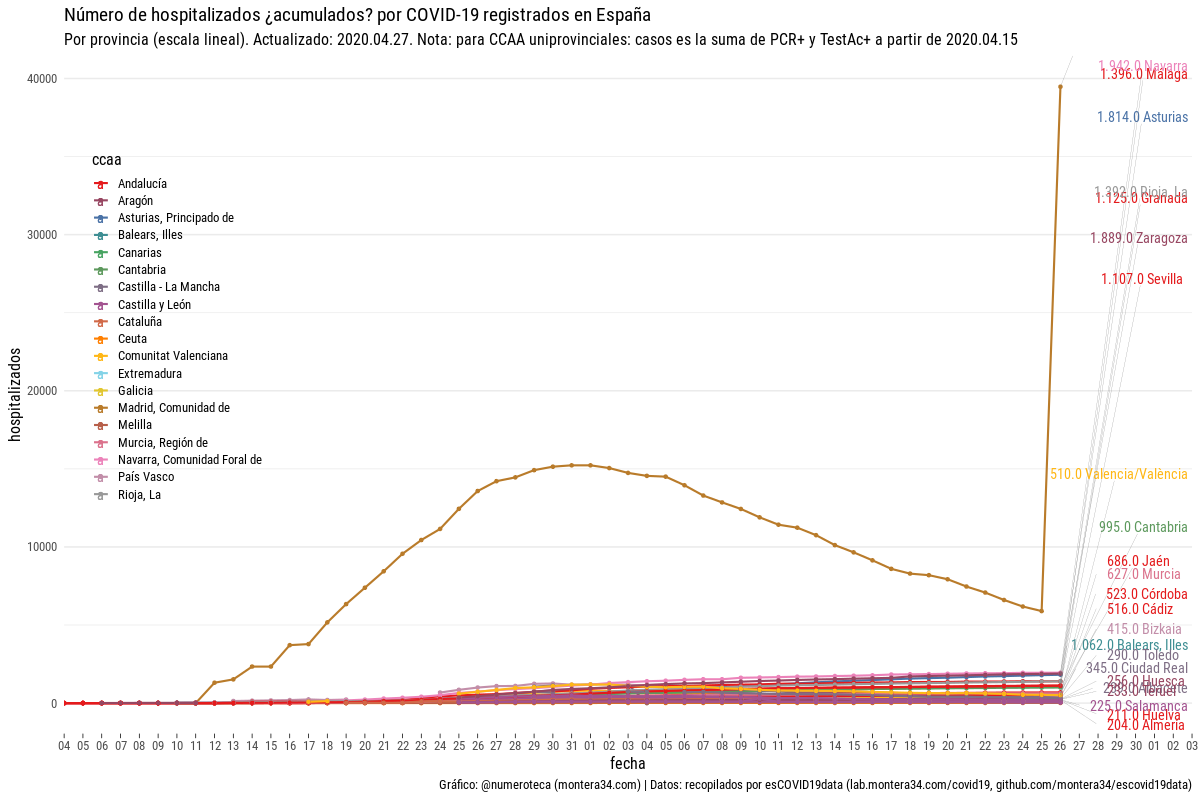 Número de hospitalizados ¿acumulados? por COVID-19 registrados en España
Por provincia (escala lineal). Actualizado: 2020.04.27. Nota: para CCAA uniprovinciales: casos es la suma de PCR+ y TestAc+ a partir de 2020.04.15
40000
30000
20000
10000
0
hospitalizados
ccaa
Andalucía
Aragón
Asturias, Principado de
Balears, Illes
Canarias
Cantabria
Castilla - La Mancha
Castilla y León
Cataluña
Ceuta
Comunitat Valenciana
Extremadura
Galicia
Madrid, Comunidad de
Melilla
Murcia, Región de
Navarra, Comunidad Foral de
País Vasco
Rioja, La
1.942.0 Navarra
1.396.0 Málaga
1.814.0 Asturias
1.392.0 Rioja, La
1.125.0 Granada
1.889.0 Zaragoza
1.107.0 Sevilla
510.0 Valencia/València
995.0 Cantabria
686.0 Jaén
627.0 Murcia
523.0 Córdoba
516.0 Cádiz
415.0 Bizkaia
1.062.0 Balears, Illes
290.0 Toledo
345.0 Ciudad Real
256.0 Huesca
Albacete
Teruel
225.0 Salamanca
211.0 Huelva
204.0 Almería
04 05 06 07 08 09 10 11 12 13 14 15 16 17 18 19 20 21 22 23 24 25 26 27 28 29 30 31 01 02 03 04 05 06 07 08 09 10 11 12 13 14 15 16 17 18 19 20 21 22 23 24 25 26 27 28 29 30 01 02 03
fecha
Gráfico: @numeroteca (montera34.com) | Datos: recopilados por esCOVID19data (lab.montera34.com/covid19, github.com/montera34/escovid19data)